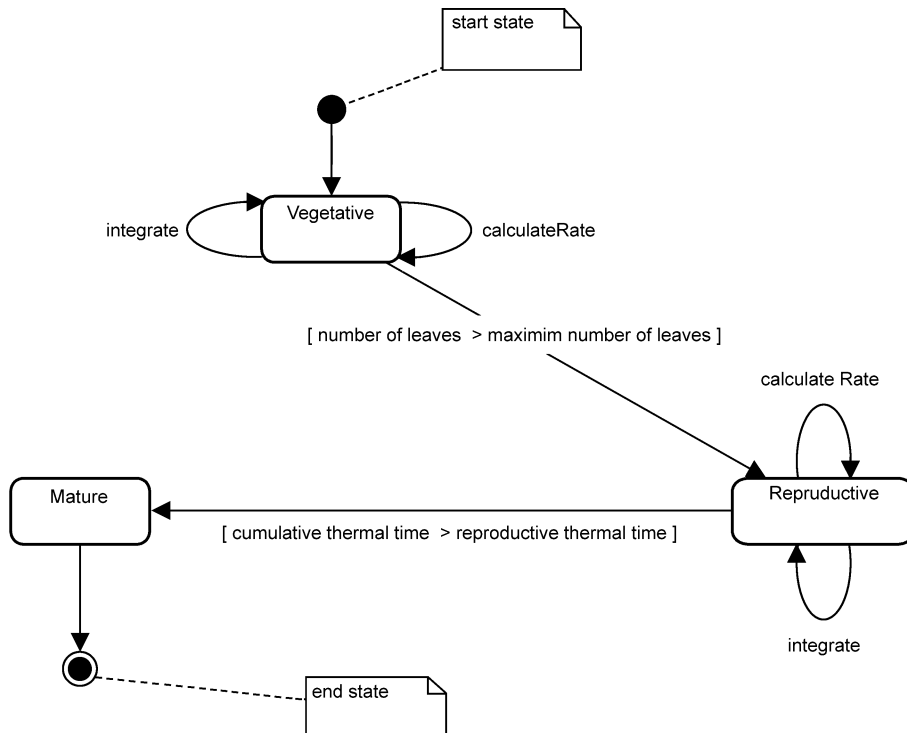 start state
Vegetative
integrate
calculateRate
[ number of leaves > maximim number of leaves ]
calculate Rate
Mature
Repruductive
[ cumulative thermal time > reproductive thermal time ]
integrate
end state